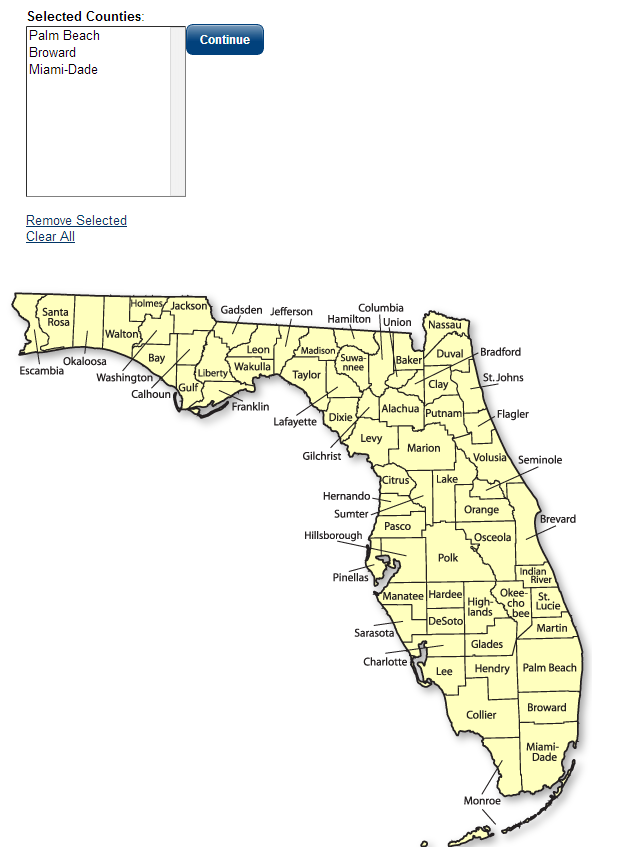 Selected Counties:
Palm Beach
Broward
Miami-Dade
Continue
Remove Selected
Clear All
Santa
Rosa
Holmes
Jackson
Gadsden
Jefferson
Hamilton
Columbia
Union
Nassau
Walton
Leon
Madison
Suwa-
nnee
Baker
Duval
Bradford
Escambia
Okaloosa
Washington
Bay
Calhoun
Gulf
Liberty
Wakulla
Franklin
Taylor
Lafayette
Dixie
Gilchrist
Alachua
Clay
St. Johns
Putnam
Flagler
Levy
Marion
Volusia
Seminole
Citrus
Lake
Hernando
Sumter
Orange
Brevard
Pasco
Hillsborough
Osceola
Polk
Pinellas
Indian
River
Manatee
Hardee
High-
lands
Okee-
cho
bee
St.
Lucie
DeSoto
Martin
Sarasota
Glades
Charlotte
Lee
Hendry
Palm Beach
Collier
Broward
Miami-
Dade
Monroe